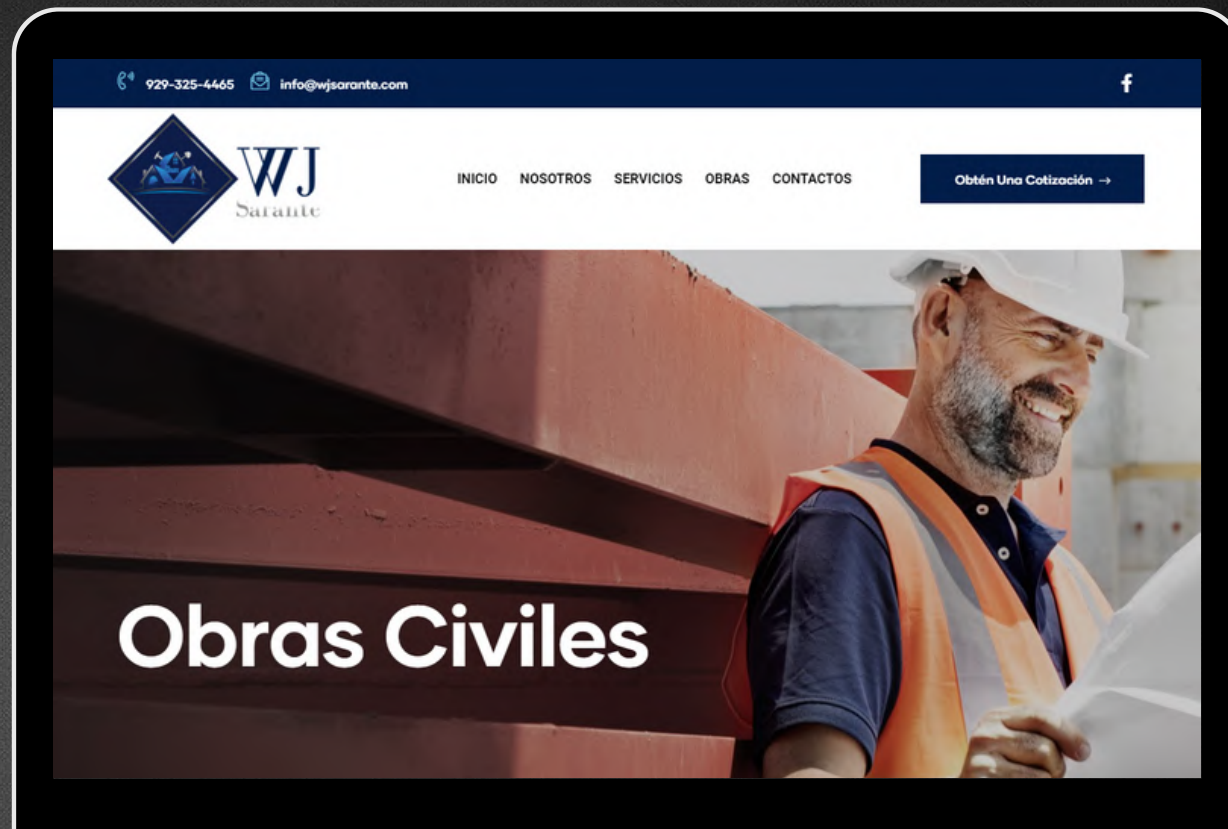 929-325-4465 info@wjsarante.com
WJ
Sarante
INICIO NOSOTROS SERVICIOS OBRAS CONTACTOS
Obtén Una Cotización →
Obras Civiles